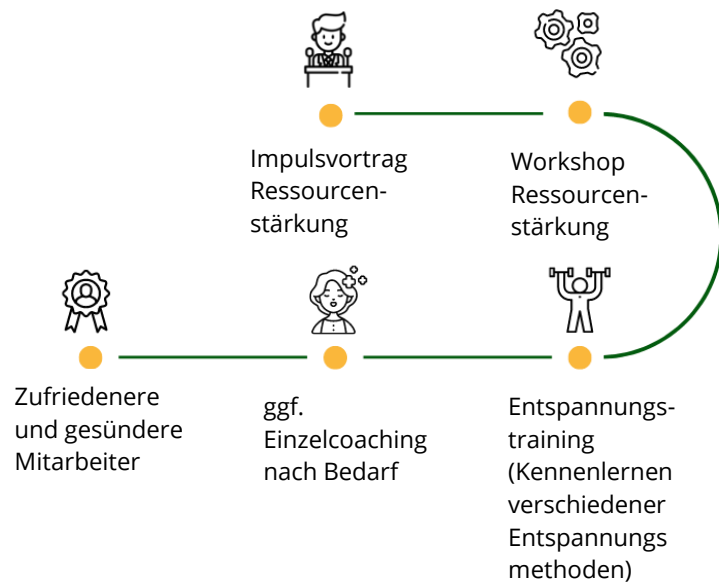 Impulsvortrag
Ressourcen-
stärkung
Workshop
Ressourcen-
stärkung
Zufriedenere
und gesündere
Mitarbeiter
ggf.
Einzelcoaching
nach Bedarf
Entspannungs-
training
(Kennenlernen
verschiedener
Entspannungs
methoden)